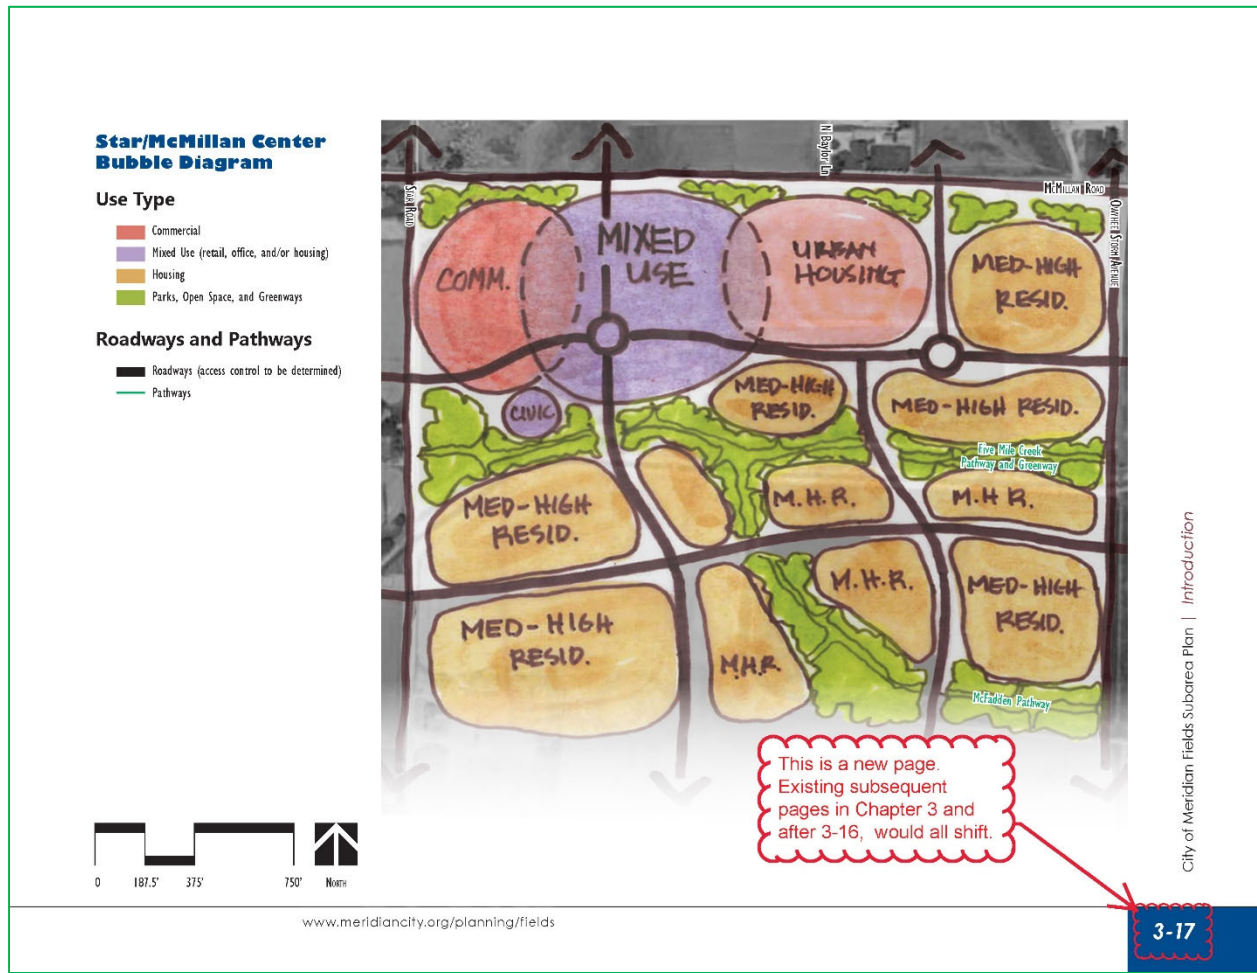 Star/McMillan Center
Bubble Diagram
Use Type
Commercial
Mixed Use (retail, office, and/or housing)
Housing
Parks, Open Space, and Greenways
Roadways and Pathways
Roadways (access control to be determined)
Pathways
Star Road
N Baylor Ln
McMillan Road
Owyhee Storm Avenue
COMM.
MIXED
USE
URBAN
HOUSING
MED-HIGH
RESID.
CIVIC
MED-HIGH
RESID.
MED-HIGH RESID.
Five Mile Creek
Pathway and Greenway
MED-HIGH
RESID.
M.H.R.
M.H.R.
MED-HIGH
RESID.
M.H.R.
M.H.R.
MED-HIGH
RESID.
McFadden Pathway
This is a new page.
Existing subsequent
pages in Chapter 3 and
after 3-16, would all shift.
0 187.5' 375' 750' North
City of Meridian Fields Subarea Plan | Introduction
www.meridiancity.org/planning/fields
3-17